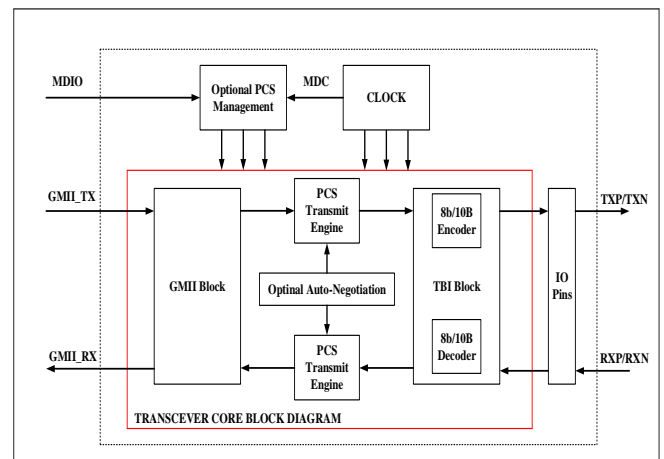 MDIO
Optional PCS
Management
MDC
CLOCK
GMII_TX
GMII Block
PCS
Transmit
Engine
8b/10B
Encoder
TXP/TXN
Optinal Auto-Negotiation
TBI Block
IO
Pins
GMII_RX
PCS
Transmit
Engine
8b/10B
Decoder
RXP/RXN
TRANSCEVER CORE BLOCK DIAGRAM